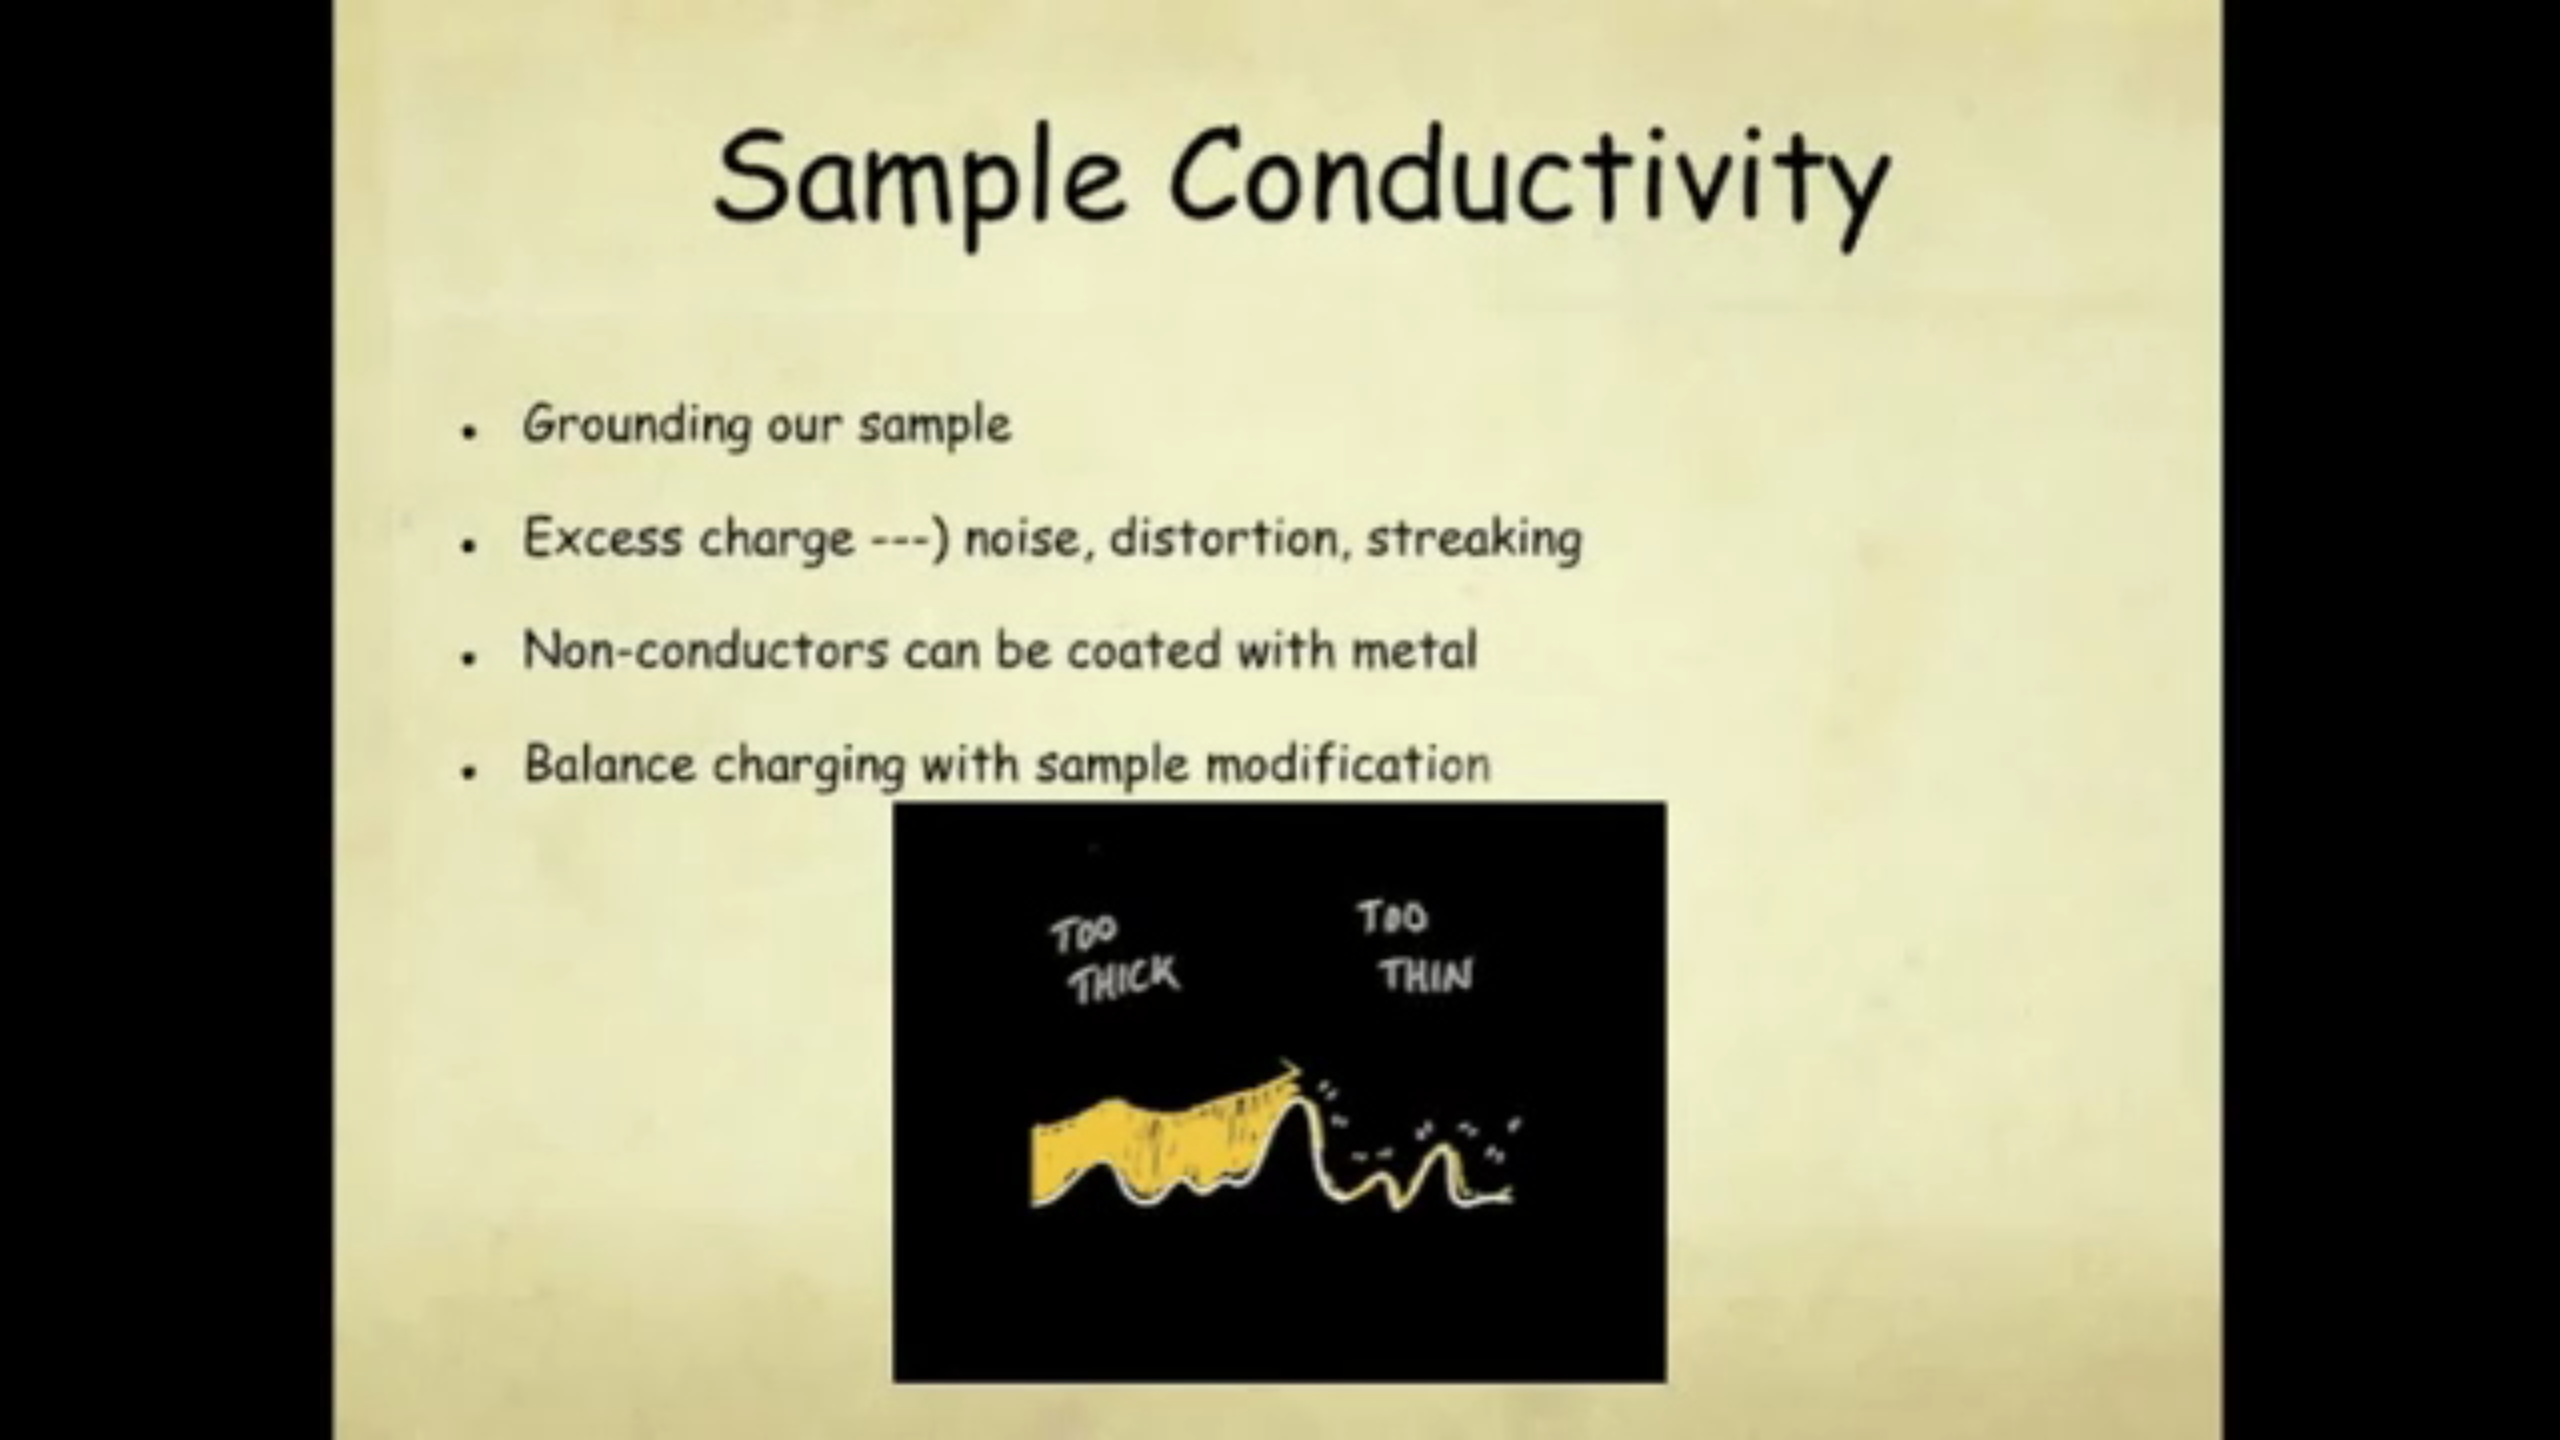 Sample Conductivity
• Grounding our sample
• Excess charge ---) noise, distortion, streaking
• Non-conductors can be coated with metal
• Balance charging with sample modification
TOO
THICK
TOO
THIN